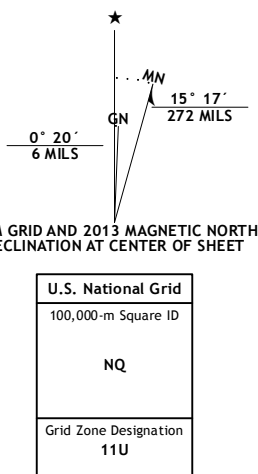 ★
MN
GN
15° 17´
272 MILS
0° 20´
6 MILS
GRID AND 2013 MAGNETIC NORTH
CLINATION AT CENTER OF SHEET
U.S. National Grid
100,000-m Square ID
NQ
Grid Zone Designation
11U